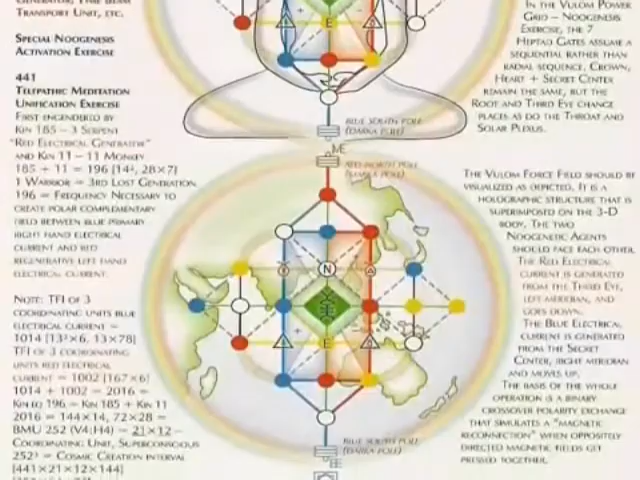 Transport Unit, etc.
Special Noogenesis
Activation Exercise
441
Telepathic Meditation
Unification Exercise
First engendered by
Kin 185 – 3 Serpent
"Red Electrical Generator"
and Kin 11 – 11 Monkey
185 + 11 = 196 [14², 28×7]
1 Warrior = 3rd Lost Generation
196 = Frequency Necessary to
create polar complementary
field between blue primary
right hand electrical
current and red
regenerative left hand
electrical current.
Note: TFI of 3
coordinating units blue
electrical current =
1014 [13²×6, 13×78]
TFI of 3 coordinating
units red electrical
current = 1002 [167×6]
1014 + 1002 = 2016 =
Kin 196 = Kin 185 + Kin 11
2016 = 144×14, 72×28 =
BMU 252 (V4:H4) = 21×12 –
Coordinating Unit, Superconscious
252³ = Cosmic Creation interval
[441×21×12×144]
E
Blue South Pole
(Darka Pole)
Red North Pole
N
E
Blue South Pole
(Darka Pole)
In the Vulom Power
Grid – Noogenesis
Exercise, the 7
Heptad Gates assume a
sequential rather than
radial sequence. Crown,
Heart + Secret Center
remain the same, but the
Root and Third Eye change
places as do the Throat and
Solar Plexus.
The Vulom Force Field should be
visualized as depicted. It is a
holographic structure that is
superimposed on the 3-D
body. The two
Noogenetic Agents
should face each other.
The Red Electrical
current is generated
from the Third Eye,
left meridian, and
goes down.
The Blue Electrical
current is generated
from the Secret
Center, right meridian
and moves up.
The basis of the whole
operation is a binary
crossover polarity exchange
that simulates a "magnetic
reconnection" when oppositely
directed magnetic fields get
pressed together.